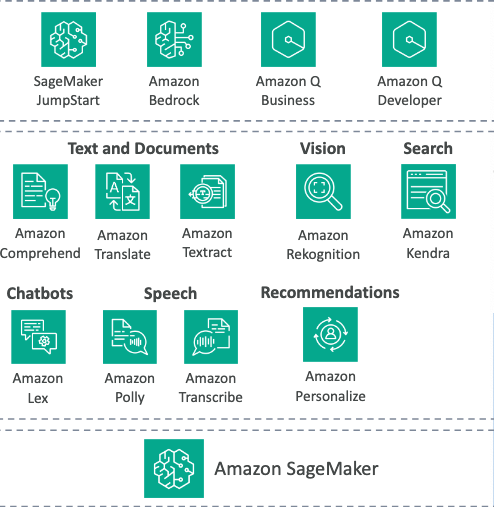 SageMaker
JumpStart
Amazon
Bedrock
Amazon Q
Business
Amazon Q
Developer
Text and Documents
Vision
Search
Amazon
Comprehend
Amazon
Translate
Amazon
Textract
Amazon
Rekognition
Amazon
Kendra
Chatbots
Speech
Recommendations
Amazon
Lex
Amazon
Polly
Amazon
Transcribe
Amazon
Personalize
Amazon SageMaker